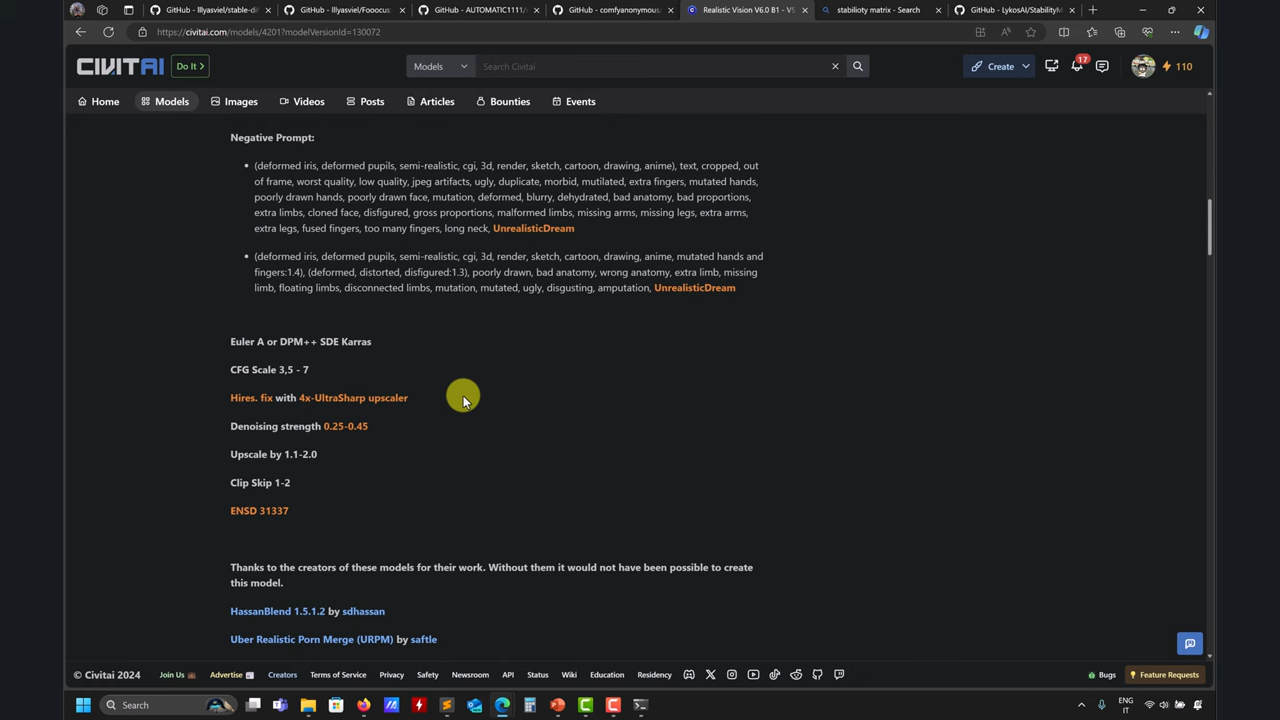 GitHub - lllyasviel/stable-di
GitHub - lllyasviel/Fooocus:
GitHub - AUTOMATIC1111/
GitHub - comfyanonymous/
Realistic Vision V6.0 B1 - V5
stabilioty matrix - Search
GitHub - LykosAI/StabilityM
https://civitai.com/models/4201?modelVersionId=130072
CIVITAI
Do It >
Models
Search Civitai
Create
17
110
Home
Models
Images
Videos
Posts
Articles
Bounties
Events
Negative Prompt:
(deformed iris, deformed pupils, semi-realistic, cgi, 3d, render, sketch, cartoon, drawing, anime), text, cropped, out
of frame, worst quality, low quality, jpeg artifacts, ugly, duplicate, morbid, mutilated, extra fingers, mutated hands,
poorly drawn hands, poorly drawn face, mutation, deformed, blurry, dehydrated, bad anatomy, bad proportions,
extra limbs, cloned face, disfigured, gross proportions, malformed limbs, missing arms, missing legs, extra arms,
extra legs, fused fingers, too many fingers, long neck, UnrealisticDream
(deformed iris, deformed pupils, semi-realistic, cgi, 3d, render, sketch, cartoon, drawing, anime, mutated hands and
fingers:1.4), (deformed, distorted, disfigured:1.3), poorly drawn, bad anatomy, wrong anatomy, extra limb, missing
limb, floating limbs, disconnected limbs, mutation, mutated, ugly, disgusting, amputation, UnrealisticDream
Euler A or DPM++ SDE Karras
CFG Scale 3,5 - 7
Hires. fix with 4x-UltraSharp upscaler
Denoising strength 0.25-0.45
Upscale by 1.1-2.0
Clip Skip 1-2
ENSD 31337
Thanks to the creators of these models for their work. Without them it would not have been possible to create
this model.
HassanBlend 1.5.1.2 by sdhassan
Uber Realistic Porn Merge (URPM) by saftle
© Civitai 2024
Join Us
Advertise
Creators
Terms of Service
Privacy
Safety
Newsroom
API
Status
Wiki
Education
Residency
Bugs
Feature Requests
Search
ENG
IT